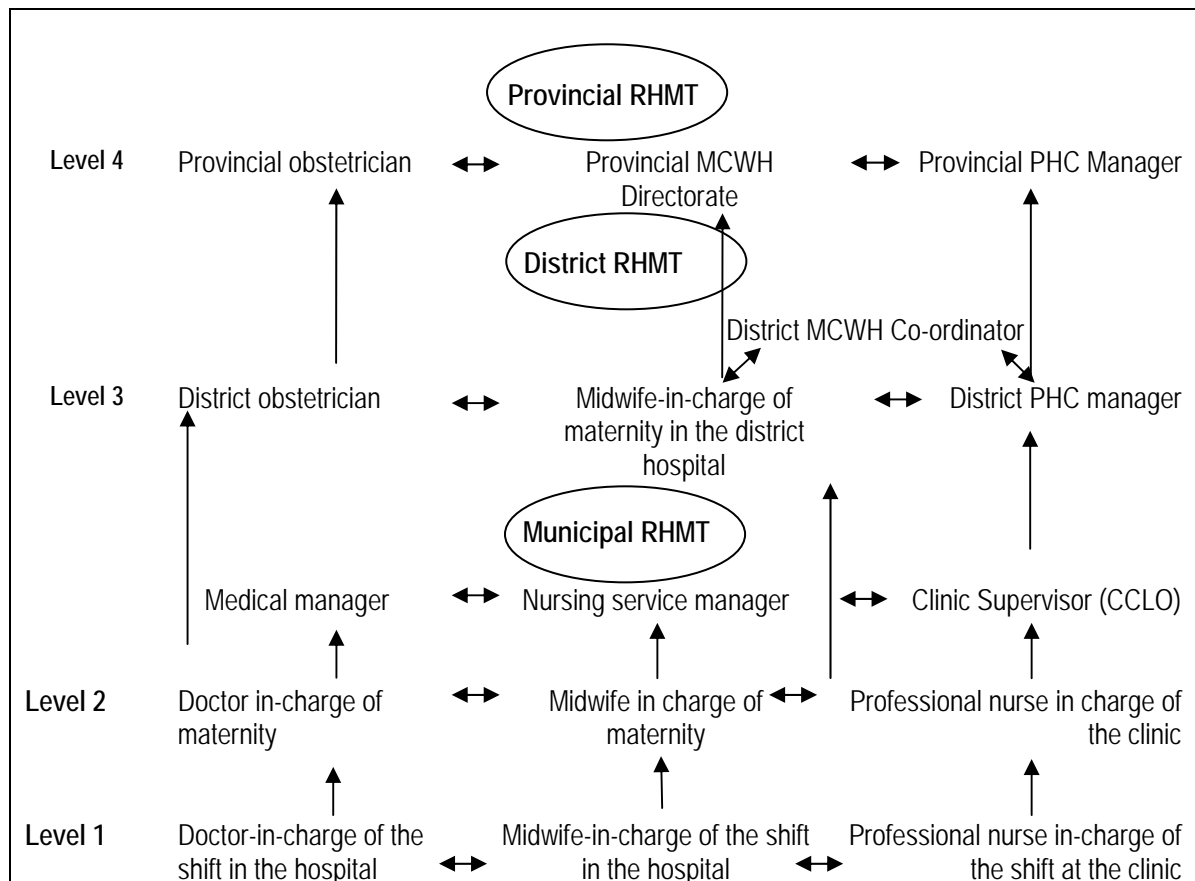 Provincial RHMT
Level 4 Provincial obstetrician Provincial MCWH Provincial PHC Manager
Directorate
District RHMT
District MCWH Co-ordinator
Level 3 District obstetrician Midwife-in-charge of District PHC manager
maternity in the district
hospital
Municipal RHMT
Medical manager Nursing service manager Clinic Supervisor (CCLO)
Level 2 Doctor in-charge of Midwife in charge of Professional nurse in charge of
maternity maternity the clinic
Level 1 Doctor-in-charge of the Midwife-in-charge of the shift Professional nurse in-charge of
shift in the hospital in the hospital the shift at the clinic